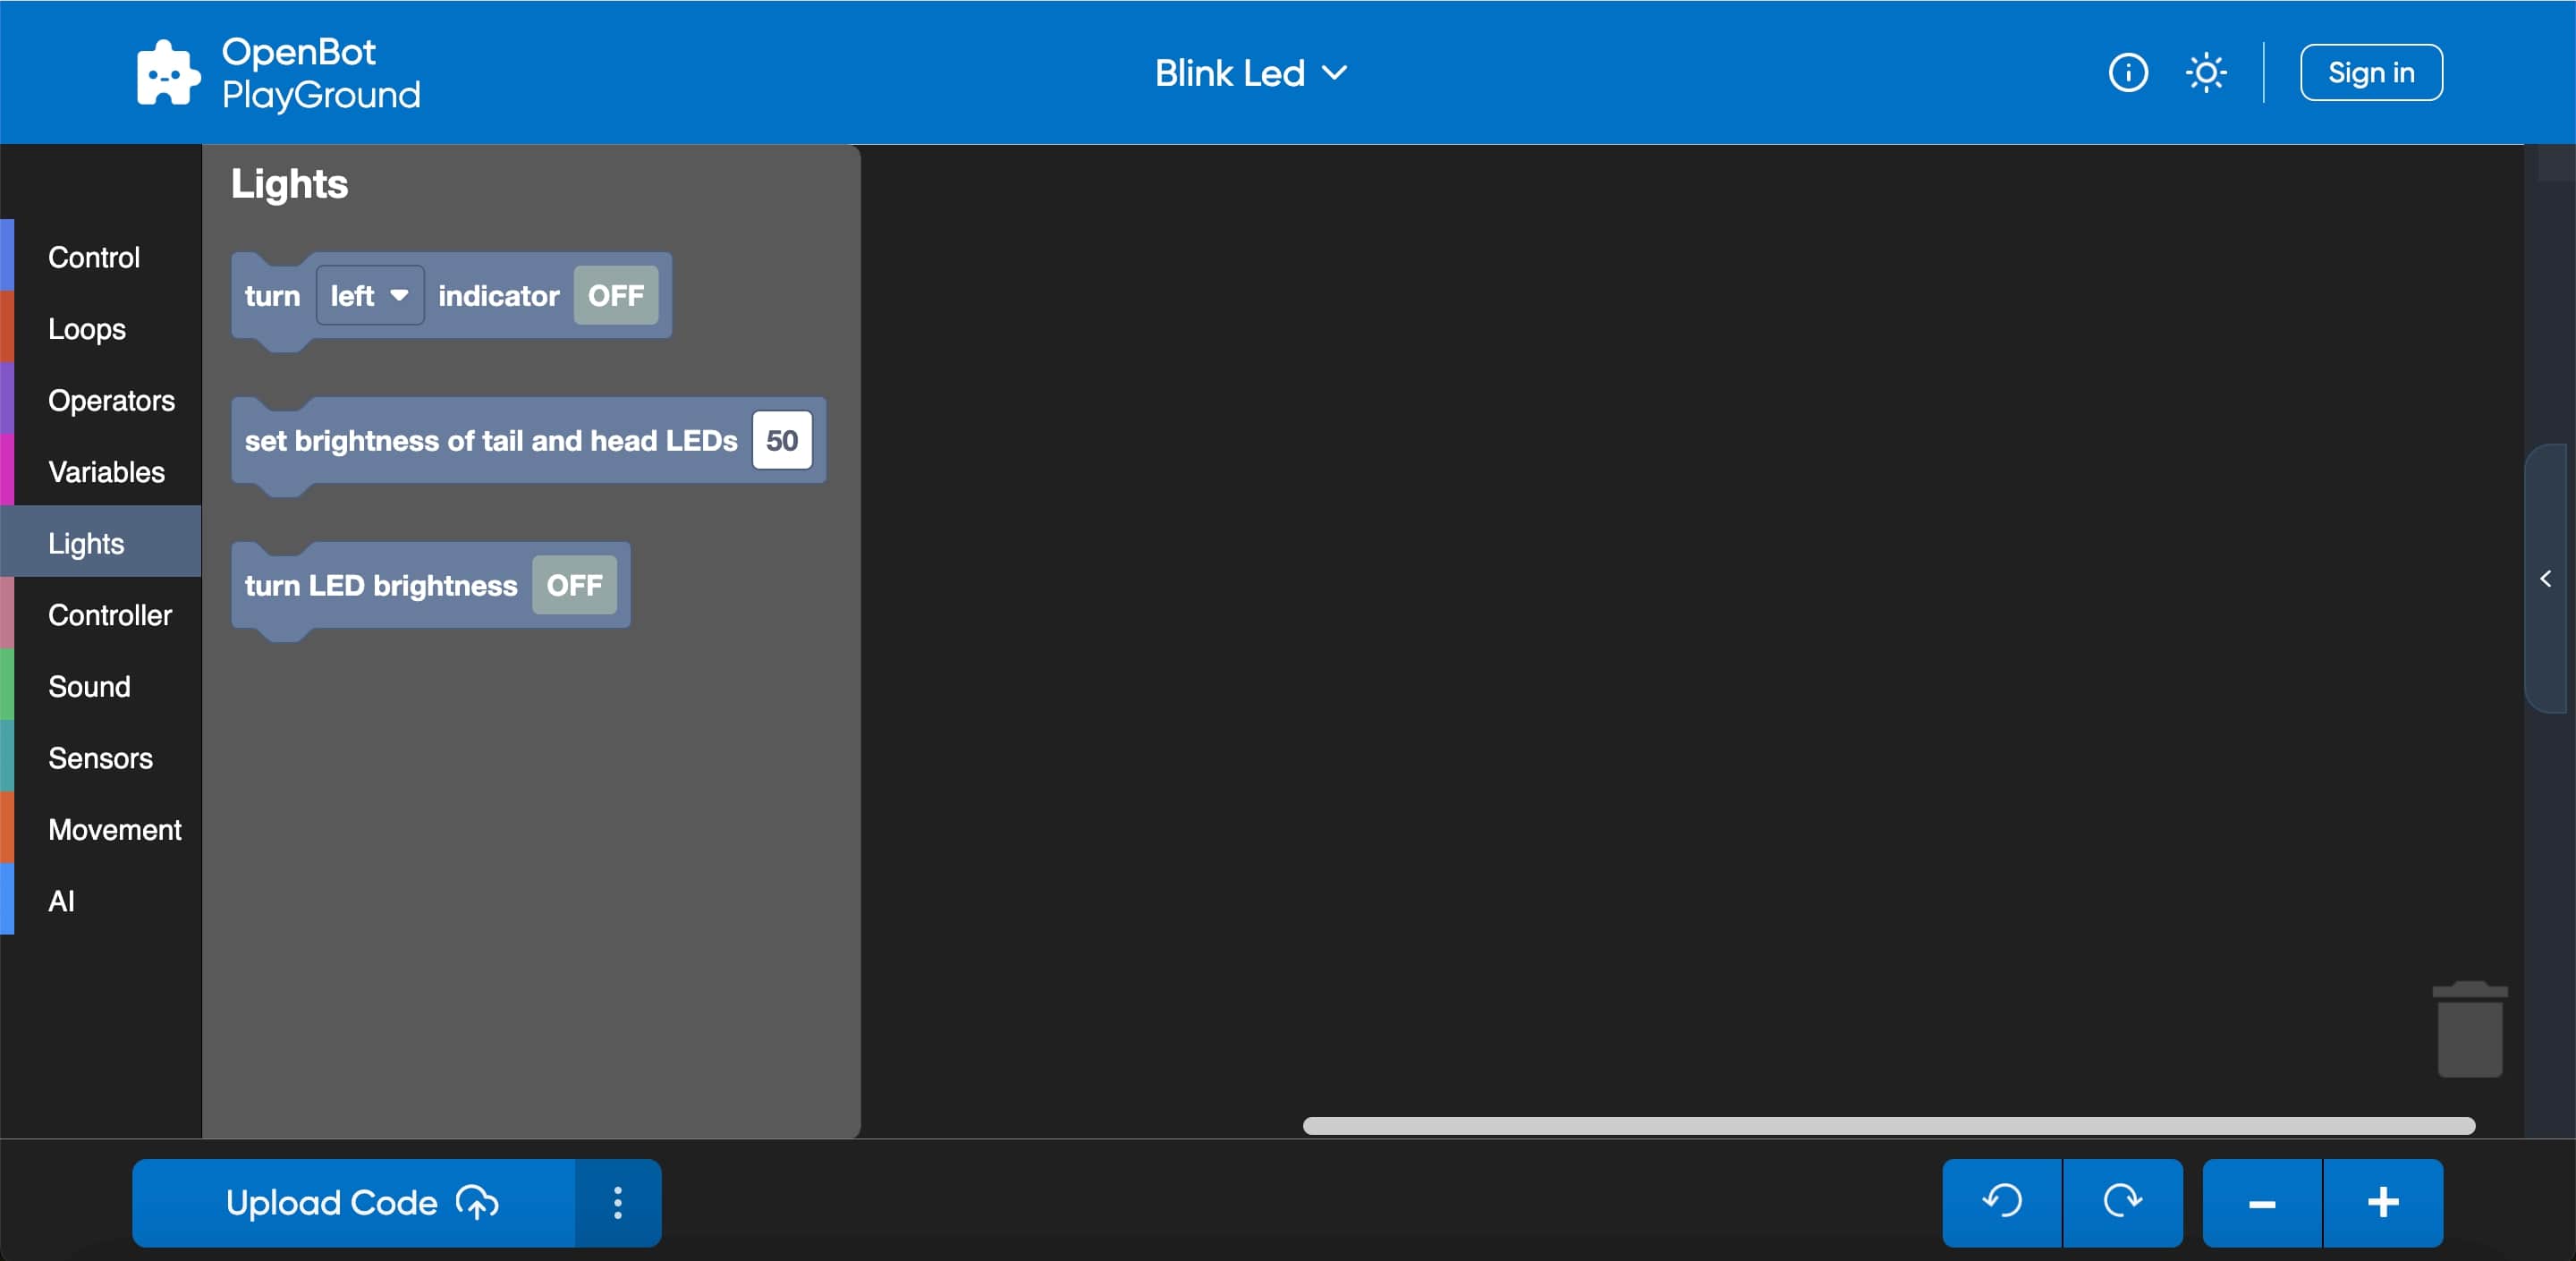 OpenBot
PlayGround
Blink Led
Sign in
Control
Loops
Operators
Variables
Lights
Controller
Sound
Sensors
Movement
AI
Lights
turn left indicator OFF
set brightness of tail and head LEDs 50
turn LED brightness OFF
Upload Code